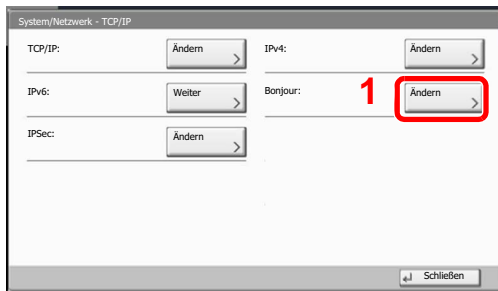 System/Netzwerk - TCP/IP
TCP/IP: Ändern IPv4: Ändern
IPv6: Weiter Bonjour: 1 Ändern
IPSec: Ändern
Schließen